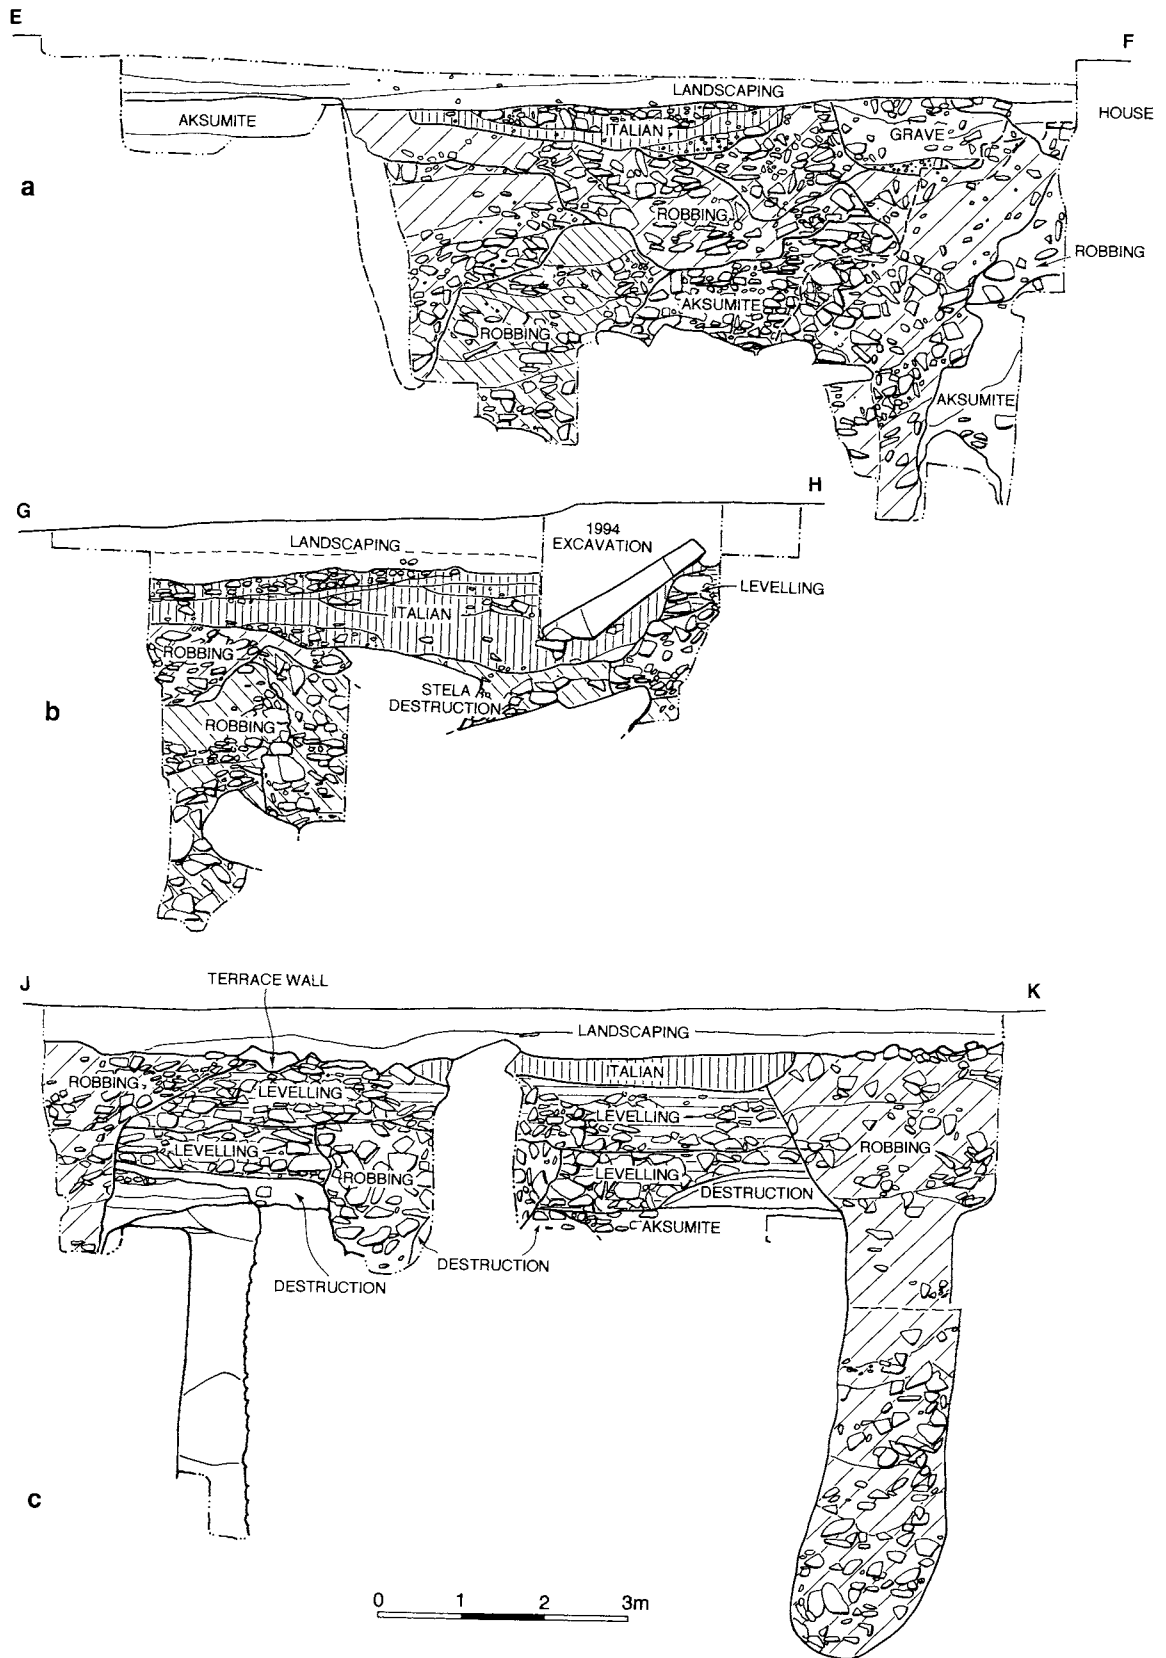 E
F
LANDSCAPING
HOUSE
AKSUMITE
ITALIAN
GRAVE
a
ROBBING
ROBBING
AKSUMITE
ROBBING
AKSUMITE
H
G
1994
EXCAVATION
LANDSCAPING
LEVELLING
ITALIAN
ROBBING
STELA
DESTRUCTION
b
ROBBING
TERRACE WALL
J
K
LANDSCAPING
ROBBING
ITALIAN
LEVELLING
LEVELLING
ROBBING
LEVELLING
LEVELLING
ROBBING
DESTRUCTION
AKSUMITE
DESTRUCTION
DESTRUCTION
c
0 1 2 3m